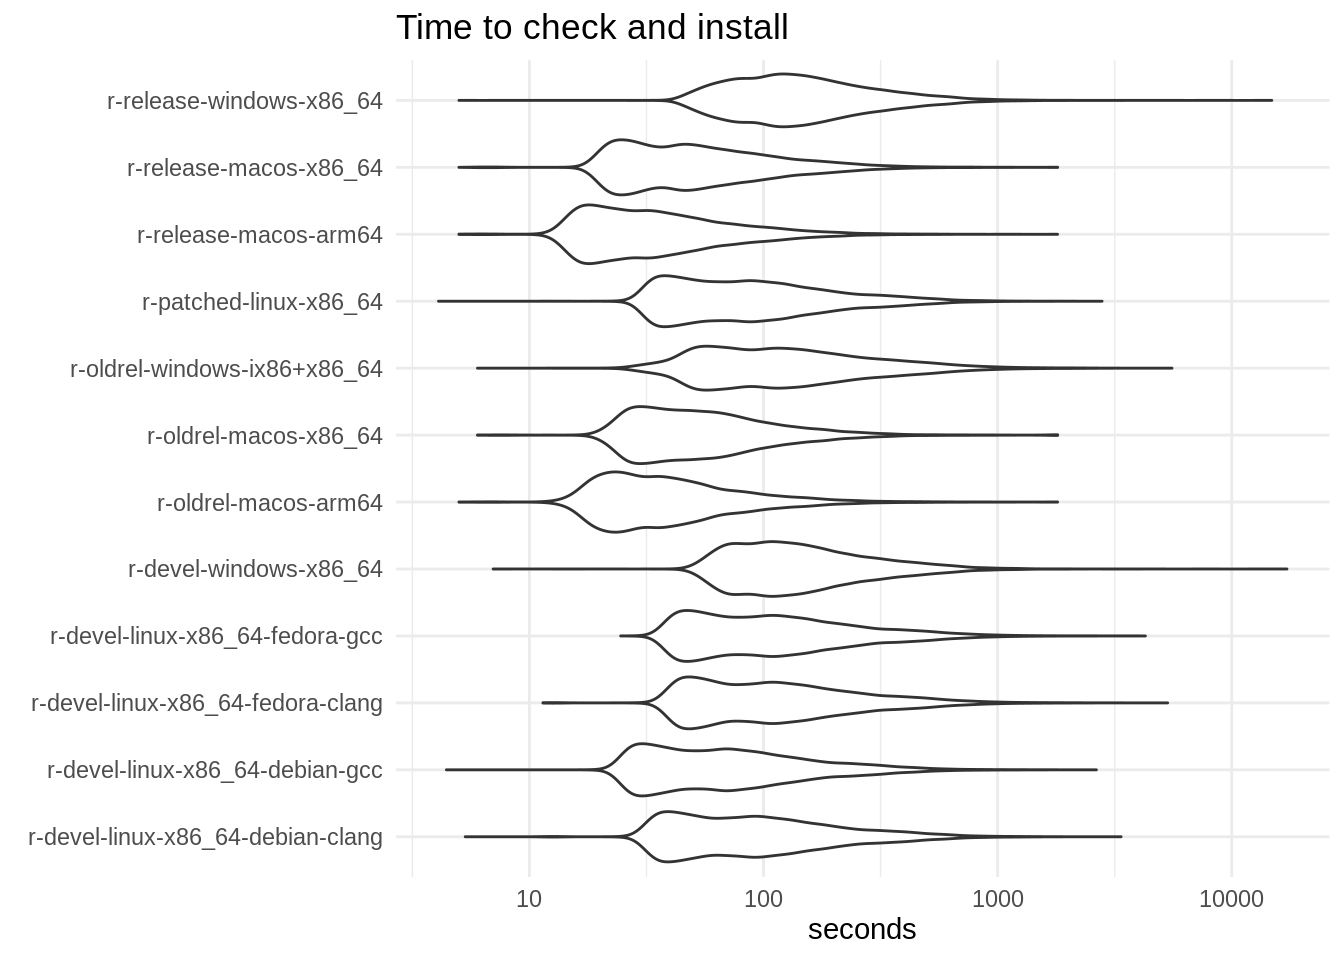 Time to check and install
r-release-windows-x86_64
r-release-macos-x86_64
r-release-macos-arm64
r-patched-linux-x86_64
r-oldrel-windows-ix86+x86_64
r-oldrel-macos-x86_64
r-oldrel-macos-arm64
r-devel-windows-x86_64
r-devel-linux-x86_64-fedora-gcc
r-devel-linux-x86_64-fedora-clang
r-devel-linux-x86_64-debian-gcc
r-devel-linux-x86_64-debian-clang
10 100 1000 10000
seconds